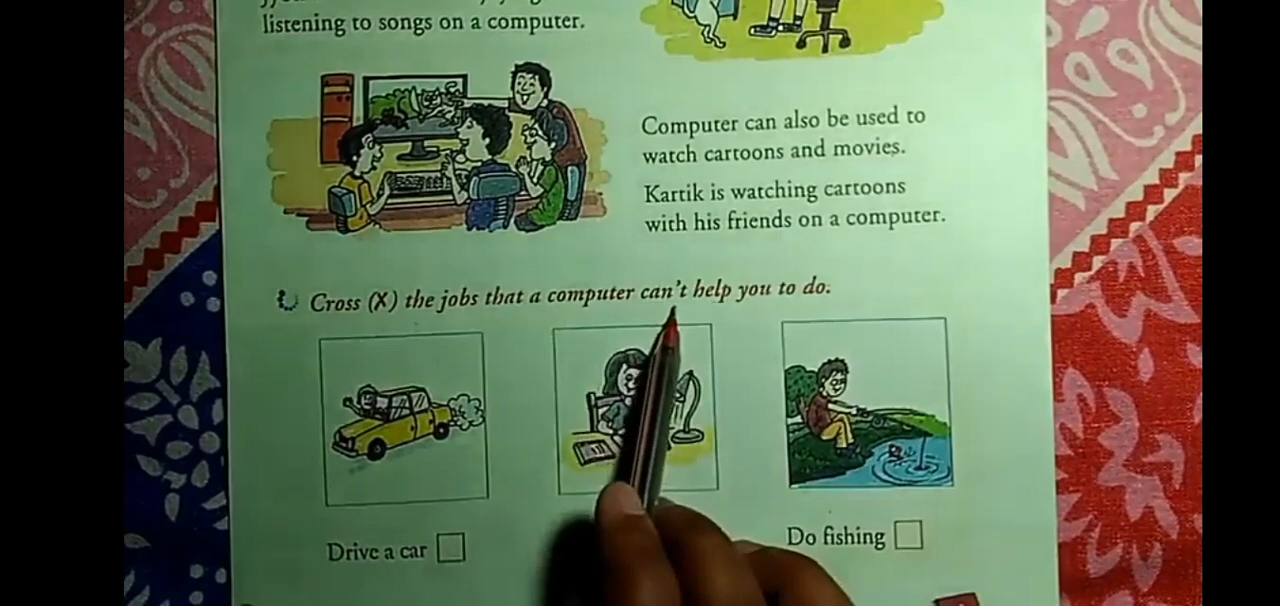 listening to songs on a computer.
Computer can also be used to
watch cartoons and movies.
Kartik is watching cartoons
with his friends on a computer.
Cross (X) the jobs that a computer can't help you to do.
Drive a car
Do fishing